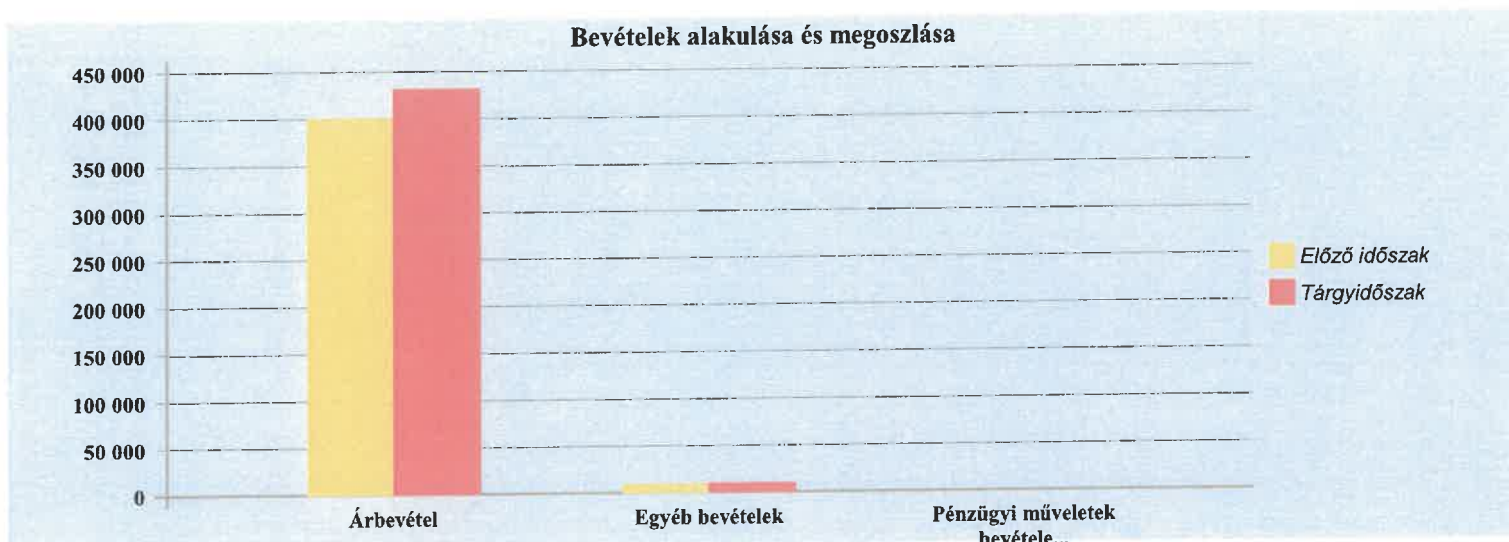 Bevételek alakulása és megoszlása
450 000
400 000
350 000
300 000
250 000
200 000
150 000
100 000
50 000
0
Árbevétel
Egyéb bevételek
Pénzügyi műveletek
bevétele...
Előző időszak
Tárgyidőszak